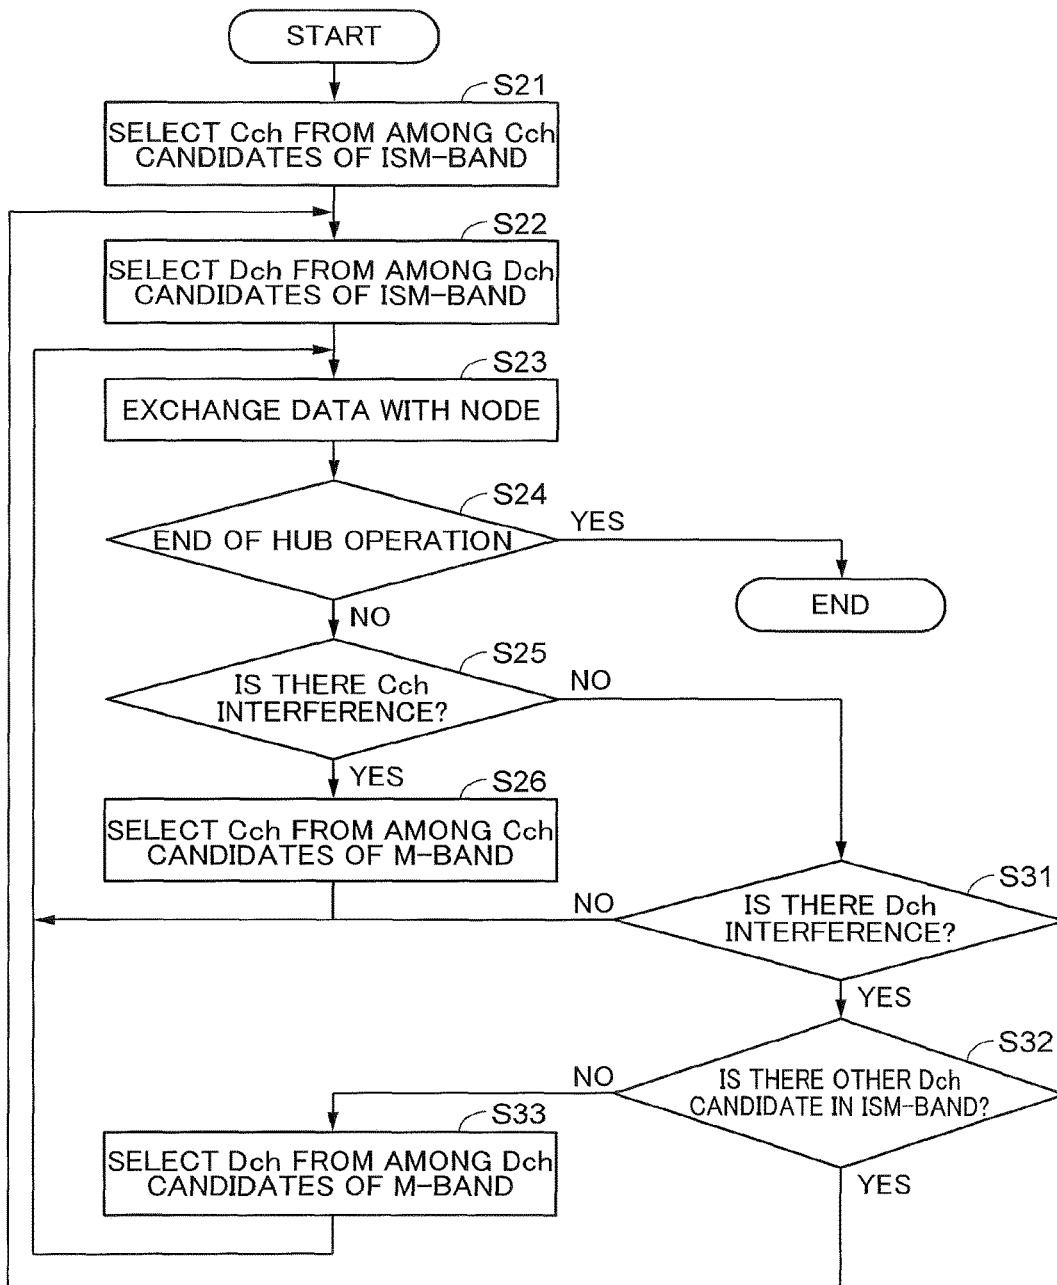 START
S21
SELECT Cch FROM AMONG Cch
CANDIDATES OF ISM-BAND
S22
SELECT Dch FROM AMONG Dch
CANDIDATES OF ISM-BAND
S23
EXCHANGE DATA WITH NODE
S24
END OF HUB OPERATION
YES
END
NO
S25
IS THERE Cch
INTERFERENCE?
NO
YES
S26
SELECT Cch FROM AMONG Cch
CANDIDATES OF M-BAND
S31
IS THERE Dch
INTERFERENCE?
NO
YES
S32
IS THERE OTHER Dch
CANDIDATE IN ISM-BAND?
NO
S33
SELECT Dch FROM AMONG Dch
CANDIDATES OF M-BAND
YES